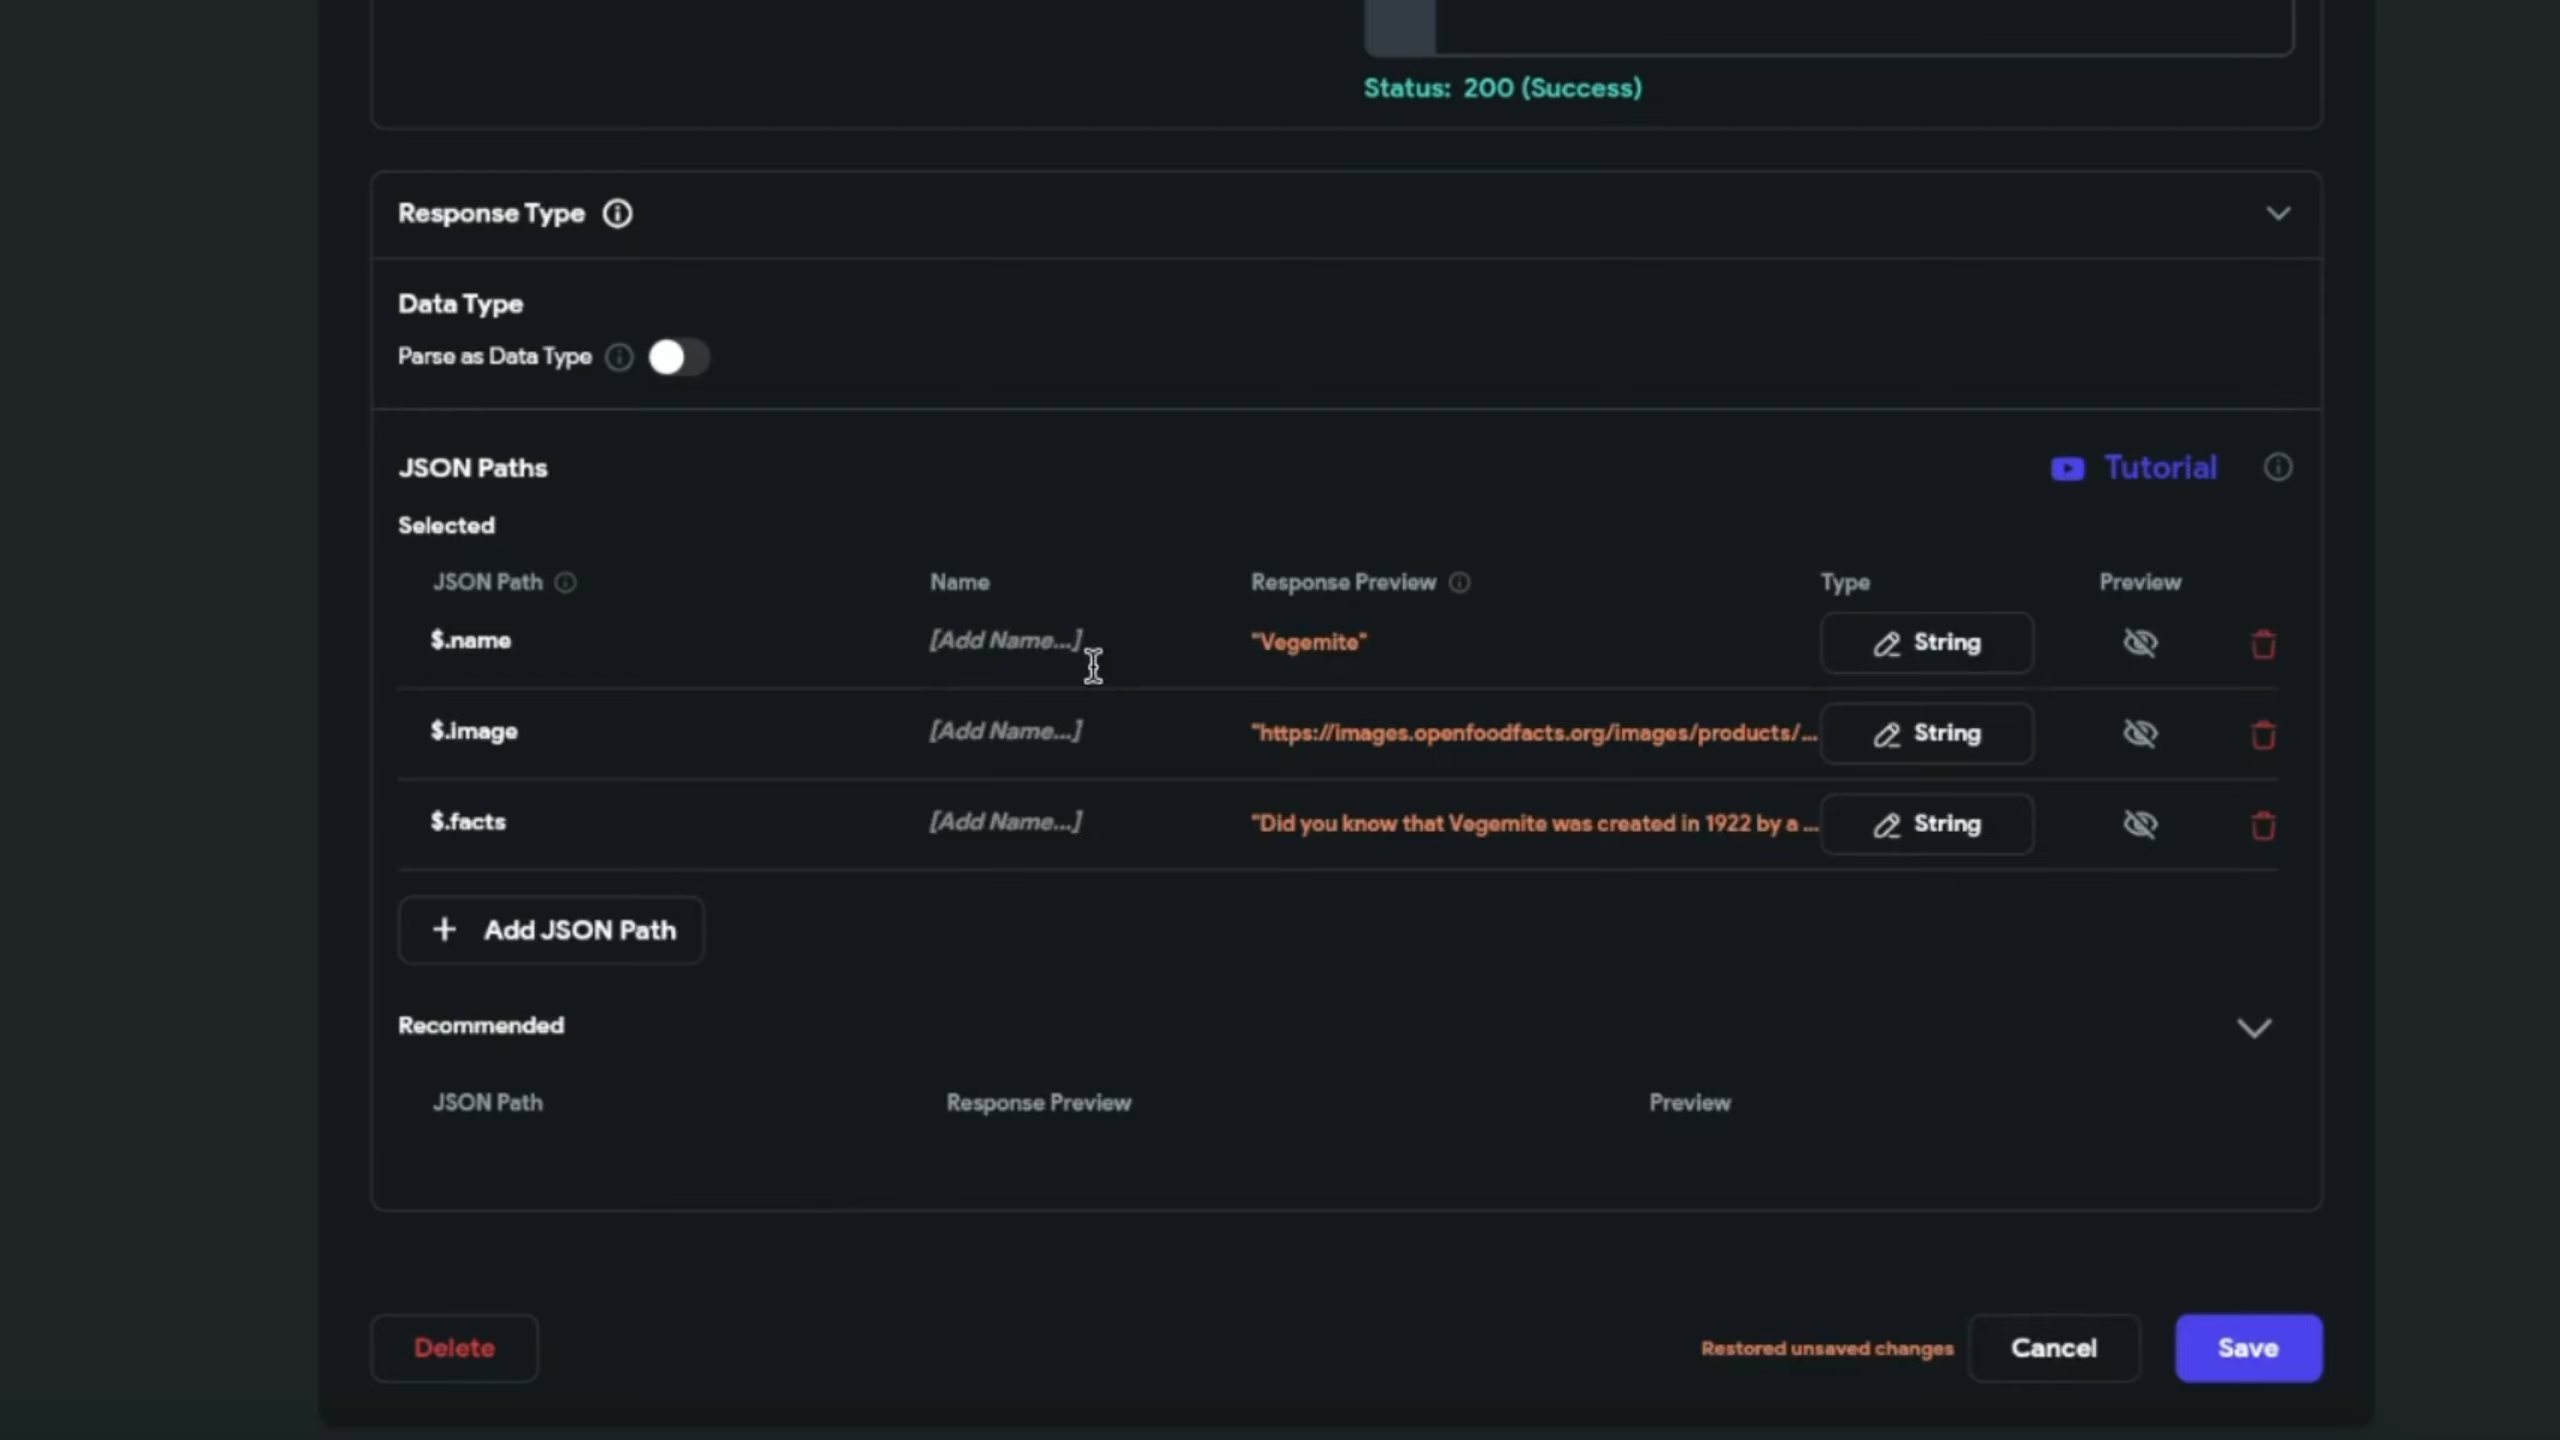 Status: 200 (Success)
Response Type
Data Type
Parse as Data Type
JSON Paths
Tutorial
Selected
JSON Path Name Response Preview Type Preview
$.name [Add Name...] "Vegemite" String
$.image [Add Name...] "https://images.openfoodfacts.org/images/products/... String
$.facts [Add Name...] "Did you know that Vegemite was created in 1922 by a ... String
+ Add JSON Path
Recommended
JSON Path Response Preview Preview
Delete Restored unsaved changes Cancel Save